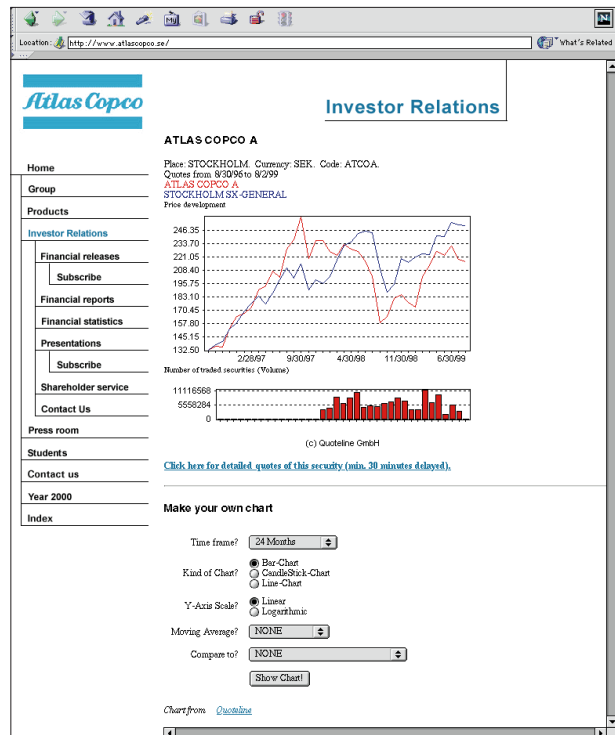 My
N
Location: http://www.atlascopco.se/
What's Related
Atlas Copco
Investor Relations
Home
Group
Products
Investor Relations
Financial releases
Subscribe
Financial reports
Financial statistics
Presentations
Subscribe
Shareholder service
Contact Us
Press room
Students
Contact us
Year 2000
Index
ATLAS COPCO A
Place: STOCKHOLM. Currency: SEK. Code: ATCOA.
Quotes from 8/30/96 to 8/2/99
ATLAS COPCO A
STOCKHOLM SX-GENERAL
Price development
246.35
233.70
221.05
208.40
195.75
183.10
170.45
157.80
145.15
132.50
2/28/97 9/30/97 4/30/98 11/30/98 6/30/99
Number of traded securities (Volume)
11116568
5558284
0
(c) Quoteline GmbH
Click here for detailed quotes of this security (min. 30 minutes delayed).
Make your own chart
Time frame? 24 Months
Kind of Chart? Bar-Chart
CandleStick-Chart
Line-Chart
Y-Axis Scale? Linear
Logarithmic
Moving Average? NONE
Compare to? NONE
Show Chart!
Chart from Quoteline